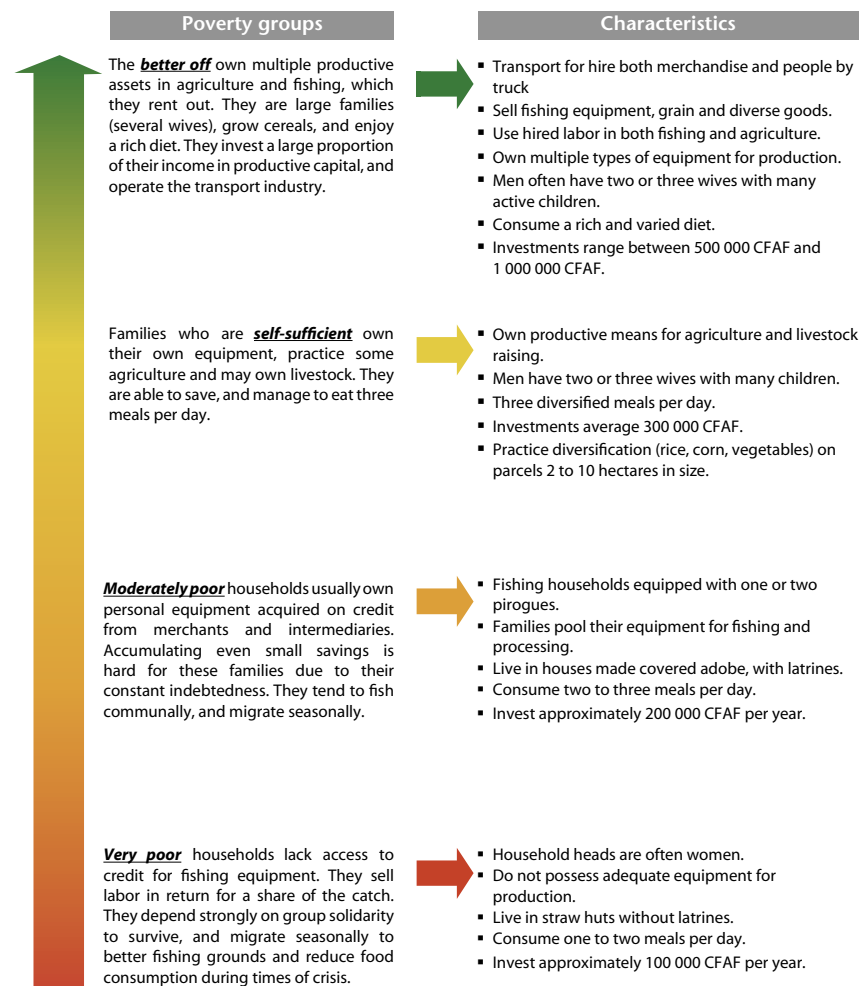 Poverty groups
Characteristics
The better off own multiple productive
assets in agriculture and fishing, which
they rent out. They are large families
(several wives), grow cereals, and enjoy
a rich diet. They invest a large proportion
of their income in productive capital, and
operate the transport industry.
▪ Transport for hire both merchandise and people by
truck
▪ Sell fishing equipment, grain and diverse goods.
▪ Use hired labor in both fishing and agriculture.
▪ Own multiple types of equipment for production.
▪ Men often have two or three wives with many
active children.
▪ Consume a rich and varied diet.
▪ Investments range between 500 000 CFAF and
1 000 000 CFAF.
Families who are self-sufficient own
their own equipment, practice some
agriculture and may own livestock. They
are able to save, and manage to eat three
meals per day.
▪ Own productive means for agriculture and livestock
raising.
▪ Men have two or three wives with many children.
▪ Three diversified meals per day.
▪ Investments average 300 000 CFAF.
▪ Practice diversification (rice, corn, vegetables) on
parcels 2 to 10 hectares in size.
Moderately poor households usually own
personal equipment acquired on credit
from merchants and intermediaries.
Accumulating even small savings is
hard for these families due to their
constant indebtedness. They tend to fish
communally, and migrate seasonally.
▪ Fishing households equipped with one or two
pirogues.
▪ Families pool their equipment for fishing and
processing.
▪ Live in houses made covered adobe, with latrines.
▪ Consume two to three meals per day.
▪ Invest approximately 200 000 CFAF per year.
Very poor households lack access to
credit for fishing equipment. They sell
labor in return for a share of the catch.
They depend strongly on group solidarity
to survive, and migrate seasonally to
better fishing grounds and reduce food
consumption during times of crisis.
▪ Household heads are often women.
▪ Do not possess adequate equipment for
production.
▪ Live in straw huts without latrines.
▪ Consume one to two meals per day.
▪ Invest approximately 100 000 CFAF per year.